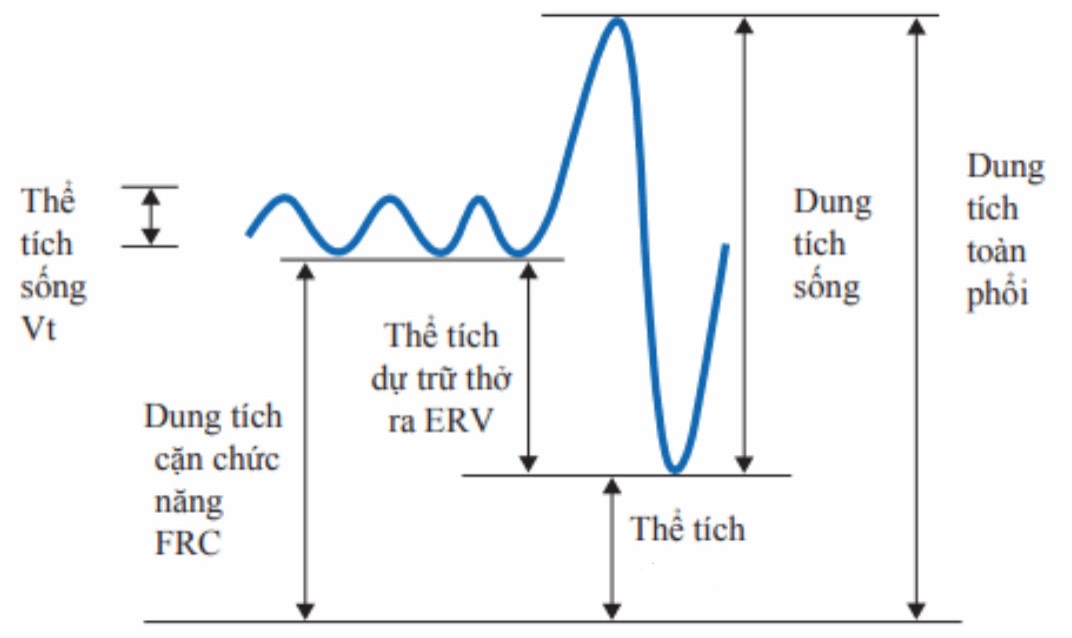 Thể
tích
sống
Vt
Dung tích
cặn chức
năng
FRC
Thể tích
dự trữ thở
ra ERV
Thể tích
Dung
tích
sống
Dung
tích
toàn
phổi